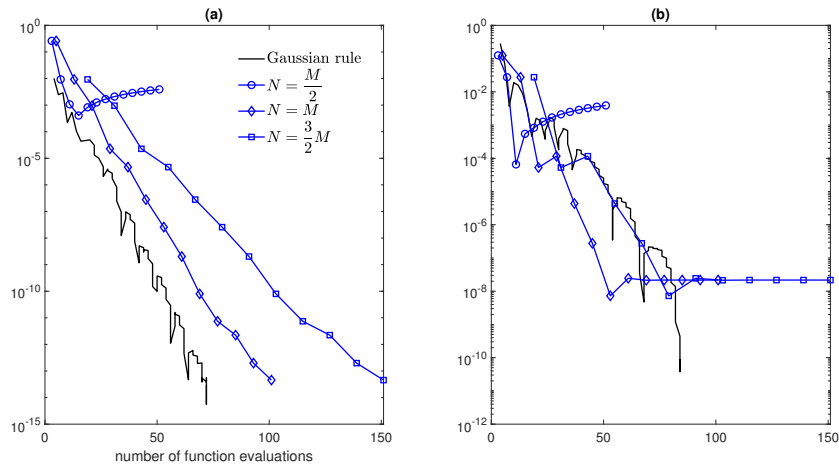 (a)
10^0
10^-5
10^-10
10^-15
0
50
100
150
number of function evaluations
Gaussian rule
N = M/2
N = M
N = 3/2 M
(b)
10^0
10^-2
10^-4
10^-6
10^-8
10^-10
10^-12
0
50
100
150